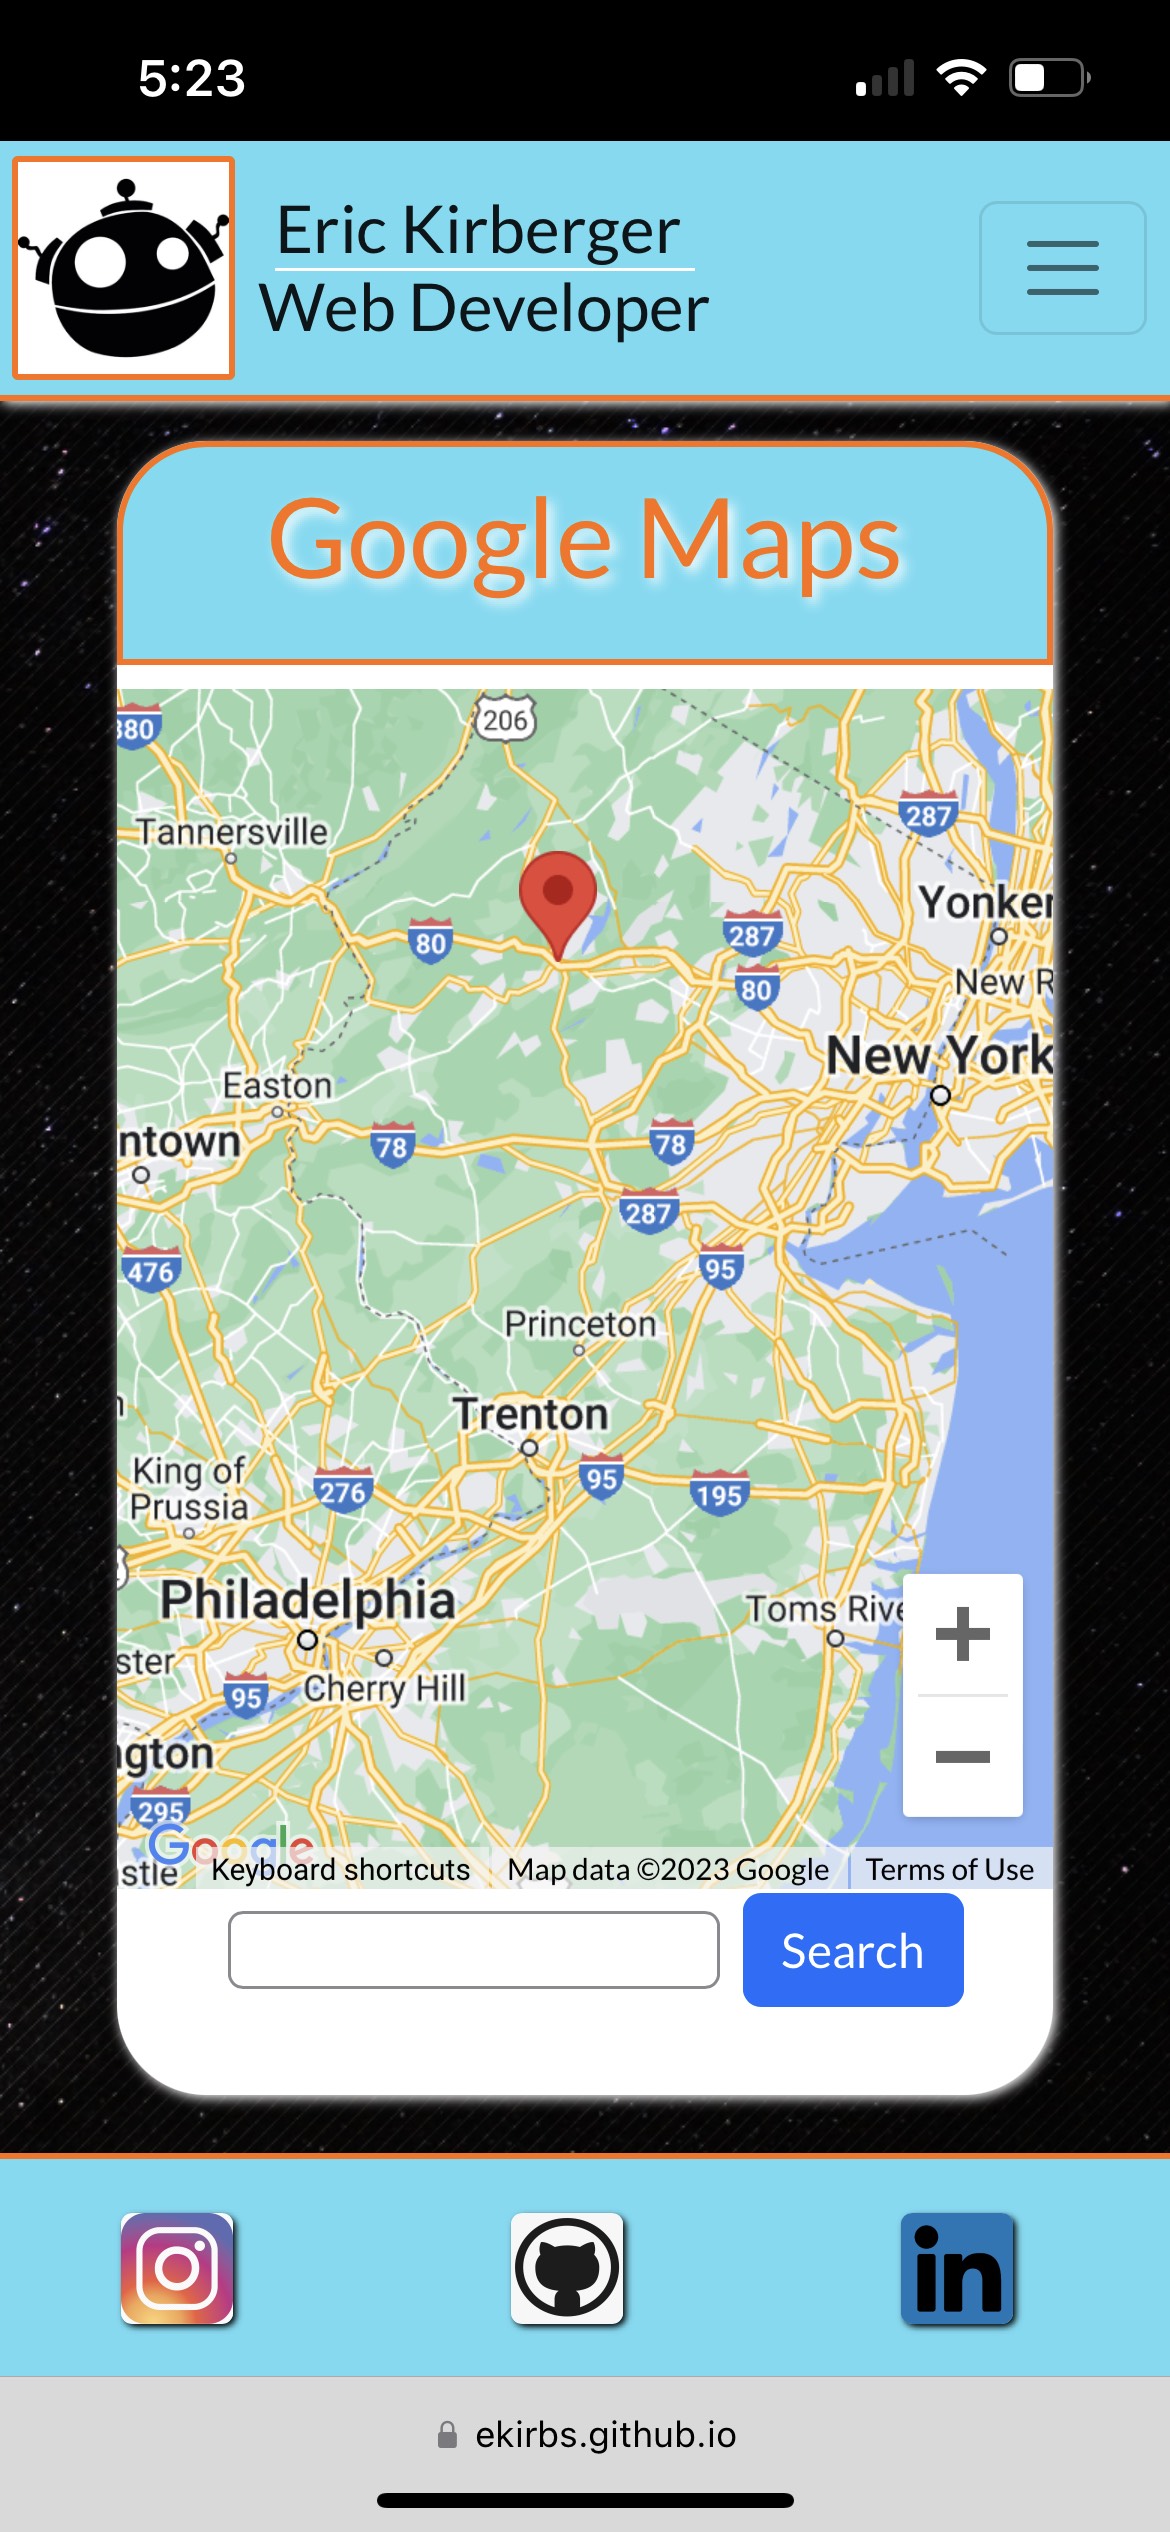 5:23
Eric Kirberger
Web Developer
Google Maps
380
206
287
Tannersville
Yonker
80
287
80
New R
New York
Easton
ntown
78
78
287
476
95
Princeton
Trenton
King of
Prussia
276
95
195
Philadelphia
Toms Rive
ster
95
Cherry Hill
gton
295
Google
stle
Keyboard shortcuts
Map data ©2023 Google
Terms of Use
Search
in
ekirbs.github.io